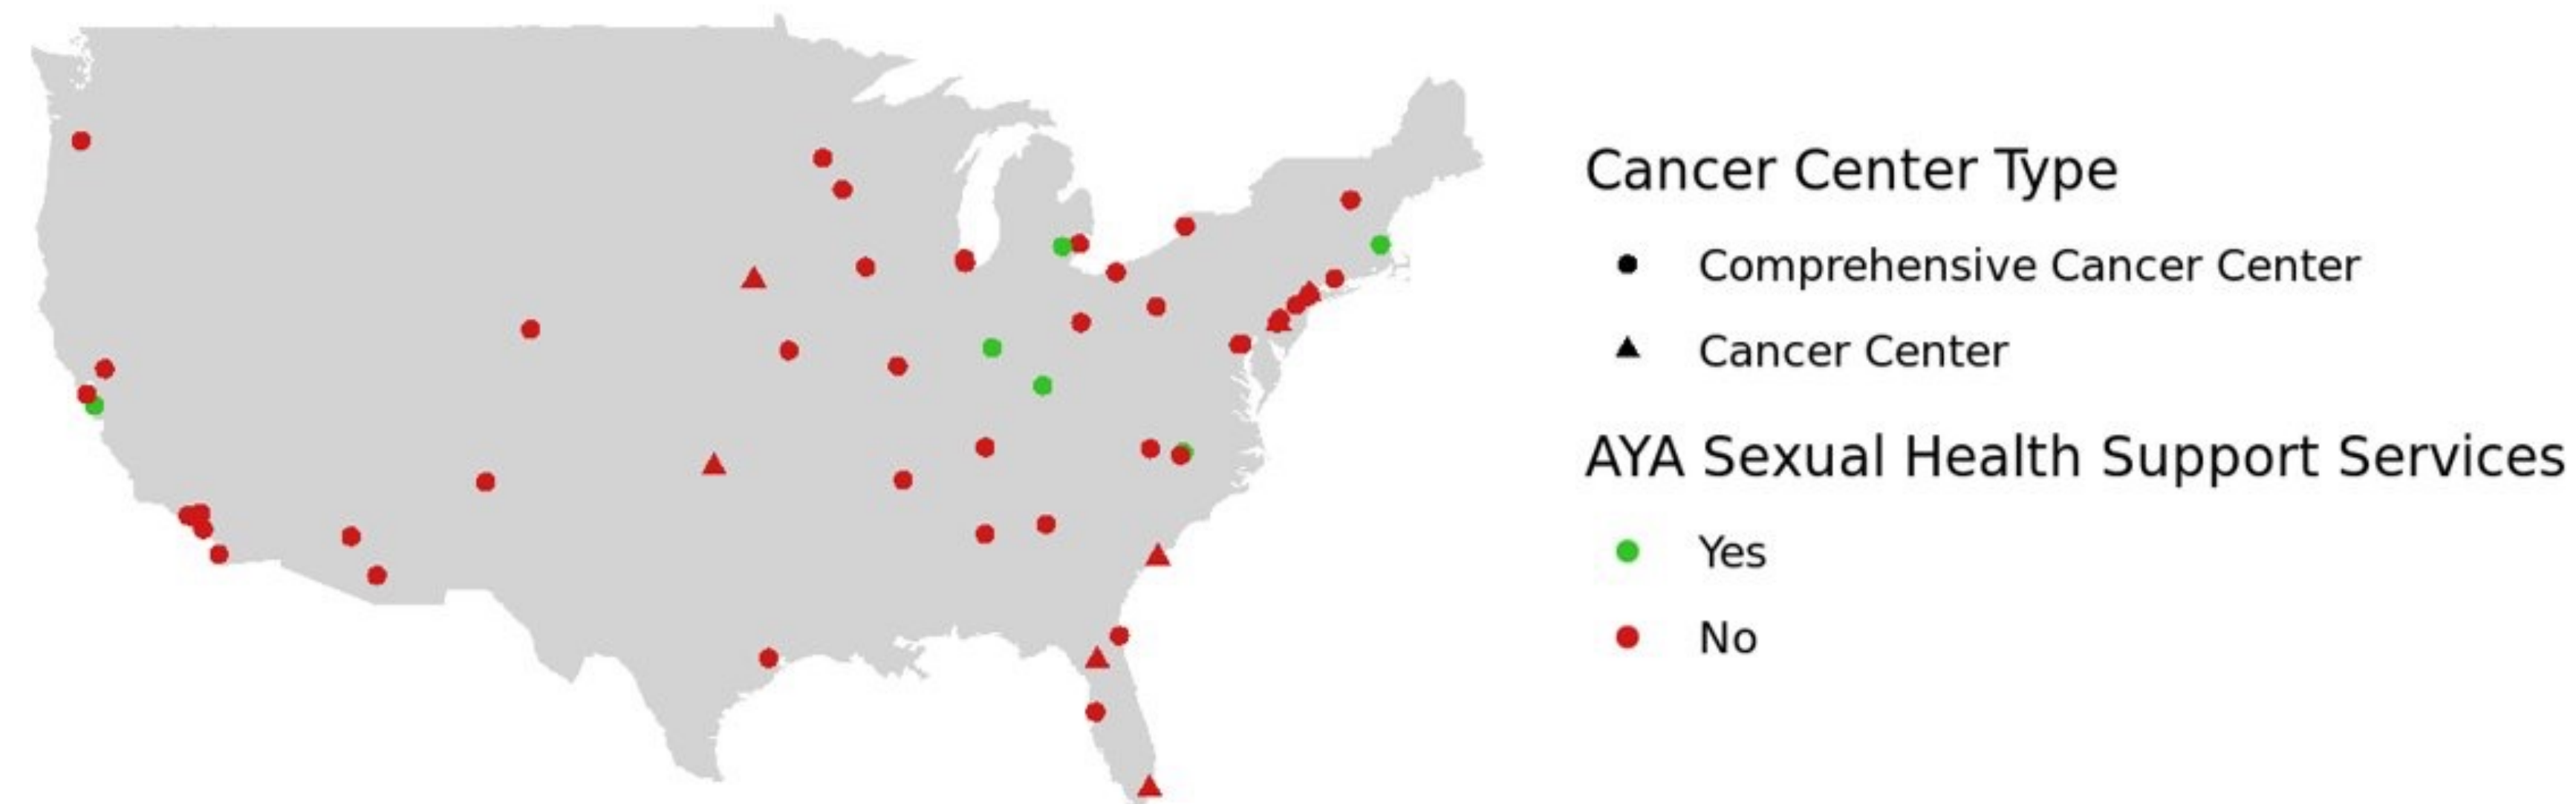 Cancer Center Type
Comprehensive Cancer Center
Cancer Center
AYA Sexual Health Support Services
Yes
No